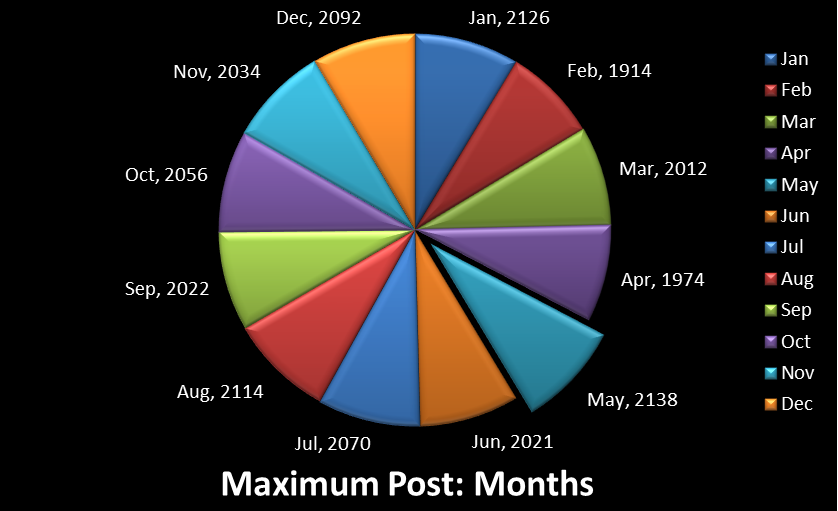 Dec, 2092
Jan, 2126
Nov, 2034
Feb, 1914
Oct, 2056
Mar, 2012
Sep, 2022
Apr, 1974
Aug, 2114
May, 2138
Jul, 2070
Jun, 2021
Jan
Feb
Mar
Apr
May
Jun
Jul
Aug
Sep
Oct
Nov
Dec
Maximum Post: Months